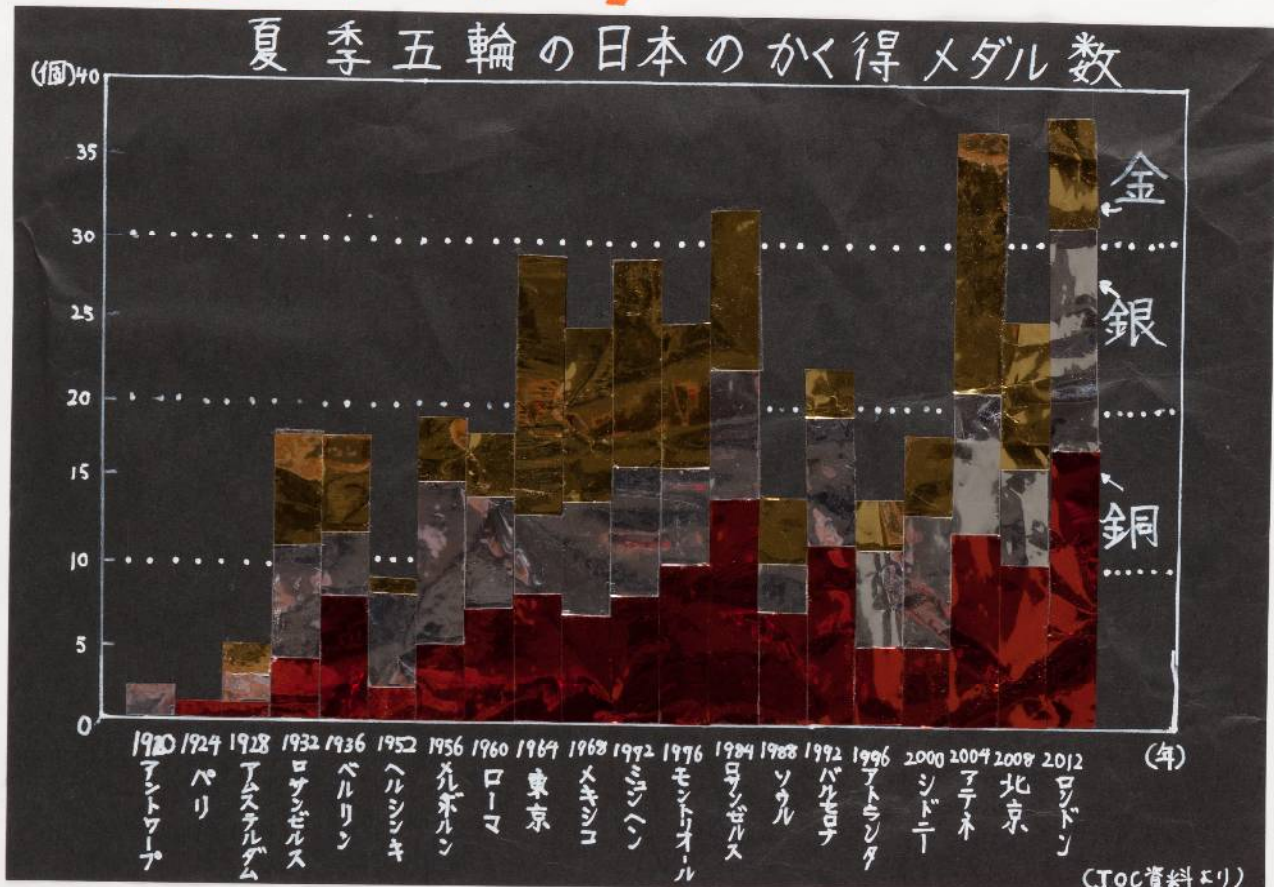 夏季五輪の日本のかく得メダル数
(個)
40
35
30
25
20
15
10
5
0
金
銀
銅
1920 アントワープ
1924 パリ
1928 アムステルダム
1932 ロサンゼルス
1936 ベルリン
1952 ヘルシンキ
1956 メルボルン
1960 ローマ
1964 東京
1968 メキシコ
1972 ミュンヘン
1976 モントリオール
1984 ロサンゼルス
1988 ソウル
1992 バルセロナ
1996 アトランタ
2000 シドニー
2004 アテネ
2008 北京
2012 ロンドン
(年)
(IOC資料より)